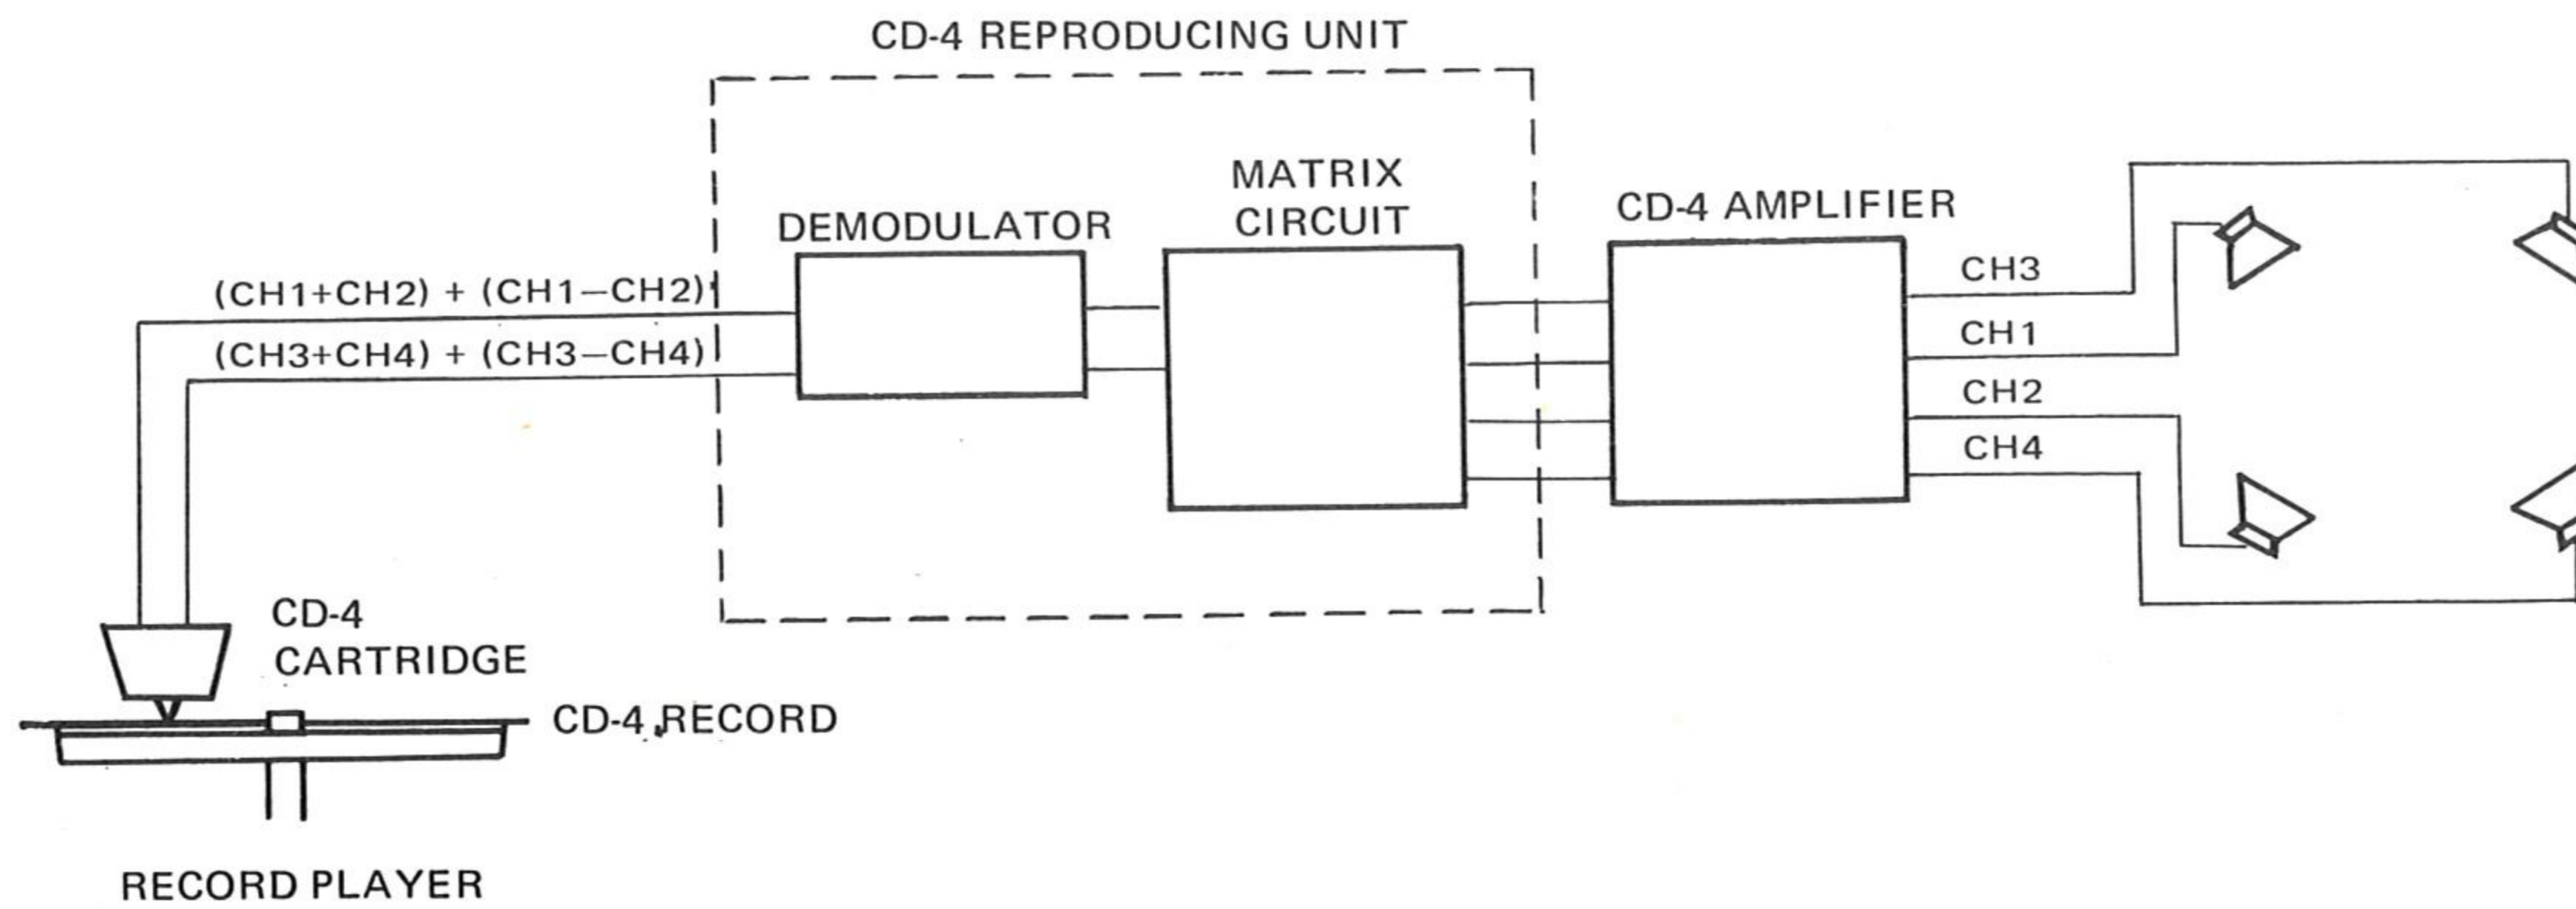 CD-4 REPRODUCING UNIT
MATRIX
CIRCUIT
DEMODULATOR
CD-4 AMPLIFIER
(CH1+CH2) + (CH1−CH2)
(CH3+CH4) + (CH3−CH4)
CH3
CH1
CH2
CH4
CD-4
CARTRIDGE
CD-4 RECORD
RECORD PLAYER